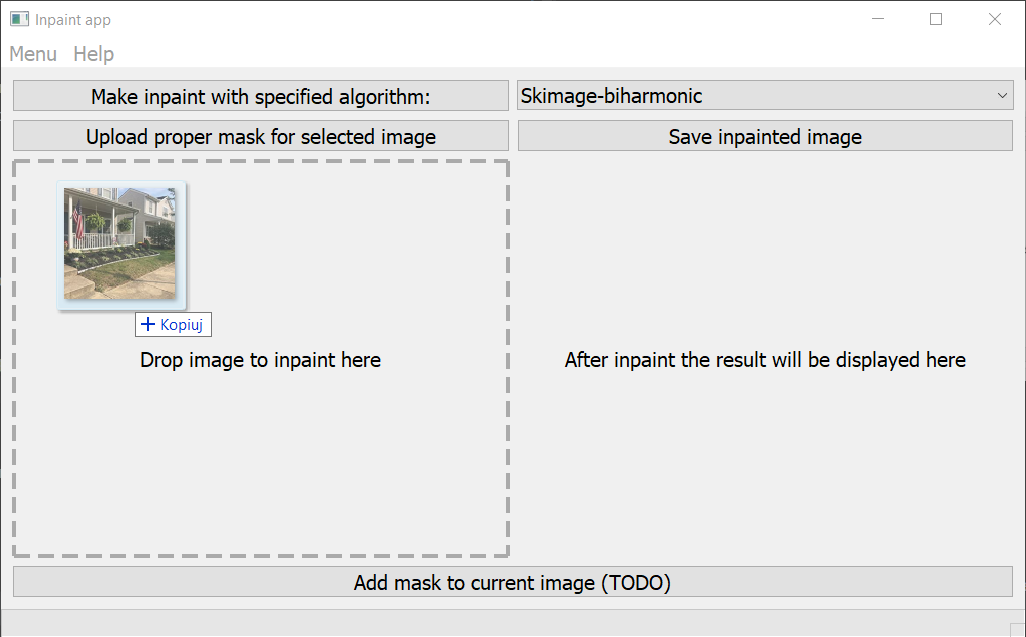 Inpaint app
Menu Help
Make inpaint with specified algorithm:
Skimage-biharmonic
Upload proper mask for selected image
Save inpainted image
+ Kopiuj
Drop image to inpaint here
After inpaint the result will be displayed here
Add mask to current image (TODO)